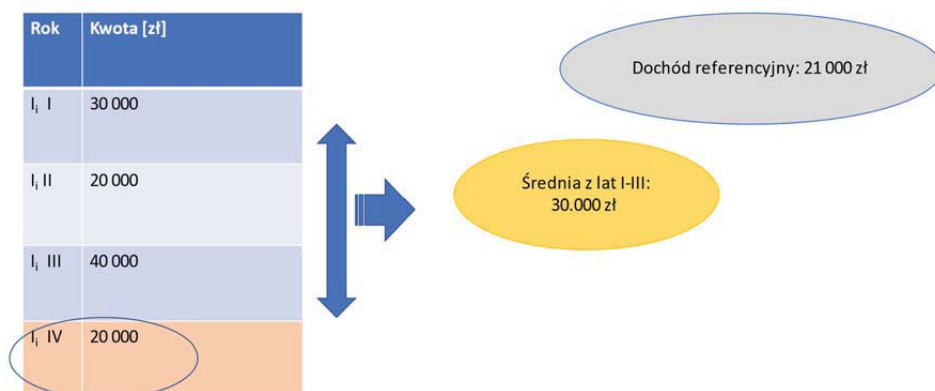 Rok Kwota [zł]
Iᵢ I 30 000
Iᵢ II 20 000
Iᵢ III 40 000
Iᵢ IV 20 000
Dochód referencyjny: 21 000 zł
Średnia z lat I-III:
30.000 zł